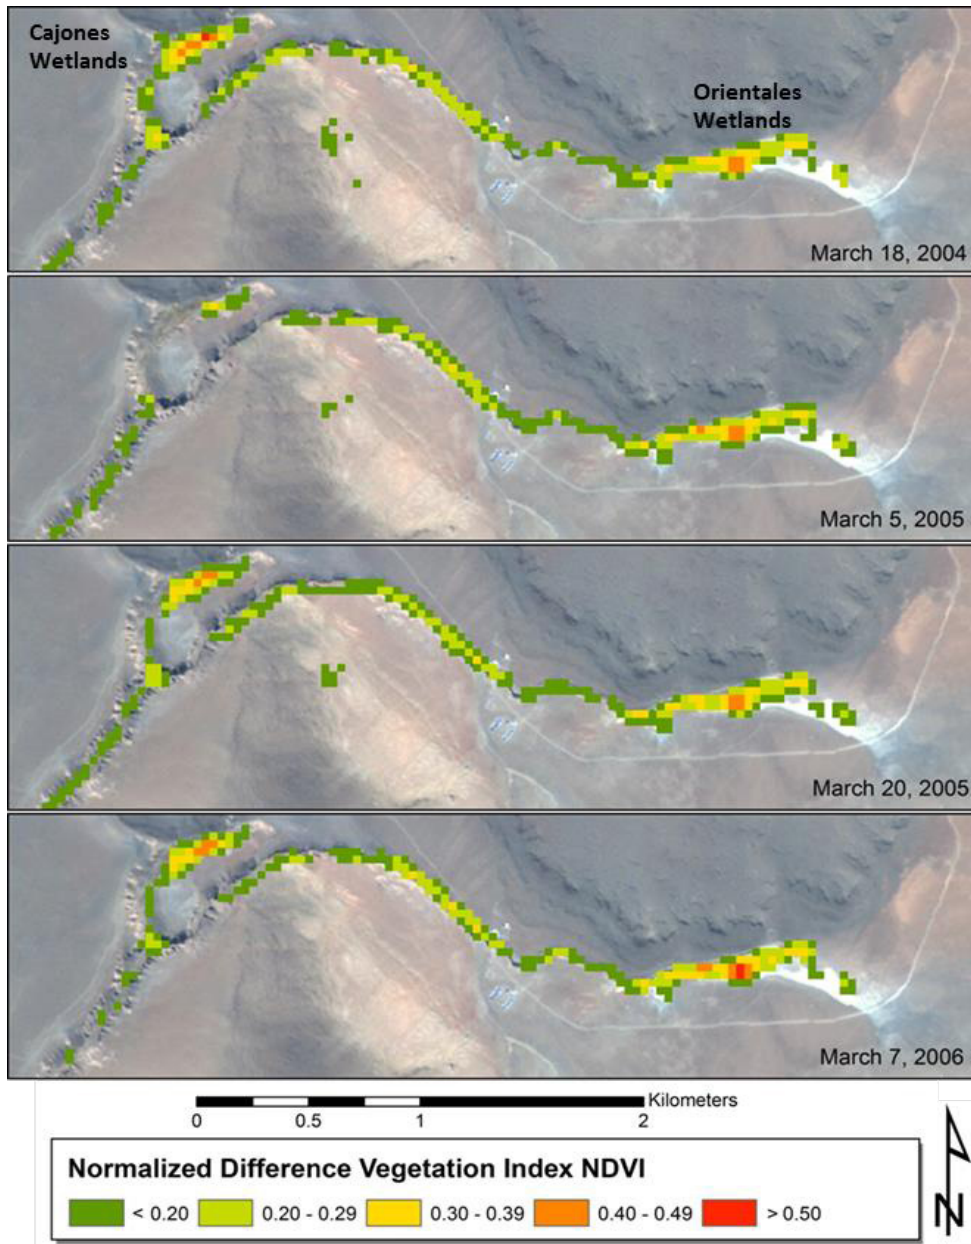 Cajones
Wetlands
Orientales
Wetlands
March 18, 2004
March 5, 2005
March 20, 2005
March 7, 2006
Kilometers
0 0.5 1 2
Normalized Difference Vegetation Index NDVI
< 0.20 0.20 - 0.29 0.30 - 0.39 0.40 - 0.49 > 0.50
N